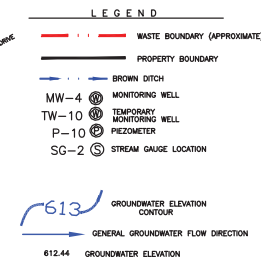 LEGEND
DRIVE
WASTE BOUNDARY (APPROXIMATE)
PROPERTY BOUNDARY
BROWN DITCH
MW-4 W MONITORING WELL
TW-10 W TEMPORARY
MONITORING WELL
P-10 P PIEZOMETER
SG-2 S STREAM GAUGE LOCATION
613 GROUNDWATER ELEVATION
CONTOUR
GENERAL GROUNDWATER FLOW DIRECTION
612.44 GROUNDWATER ELEVATION